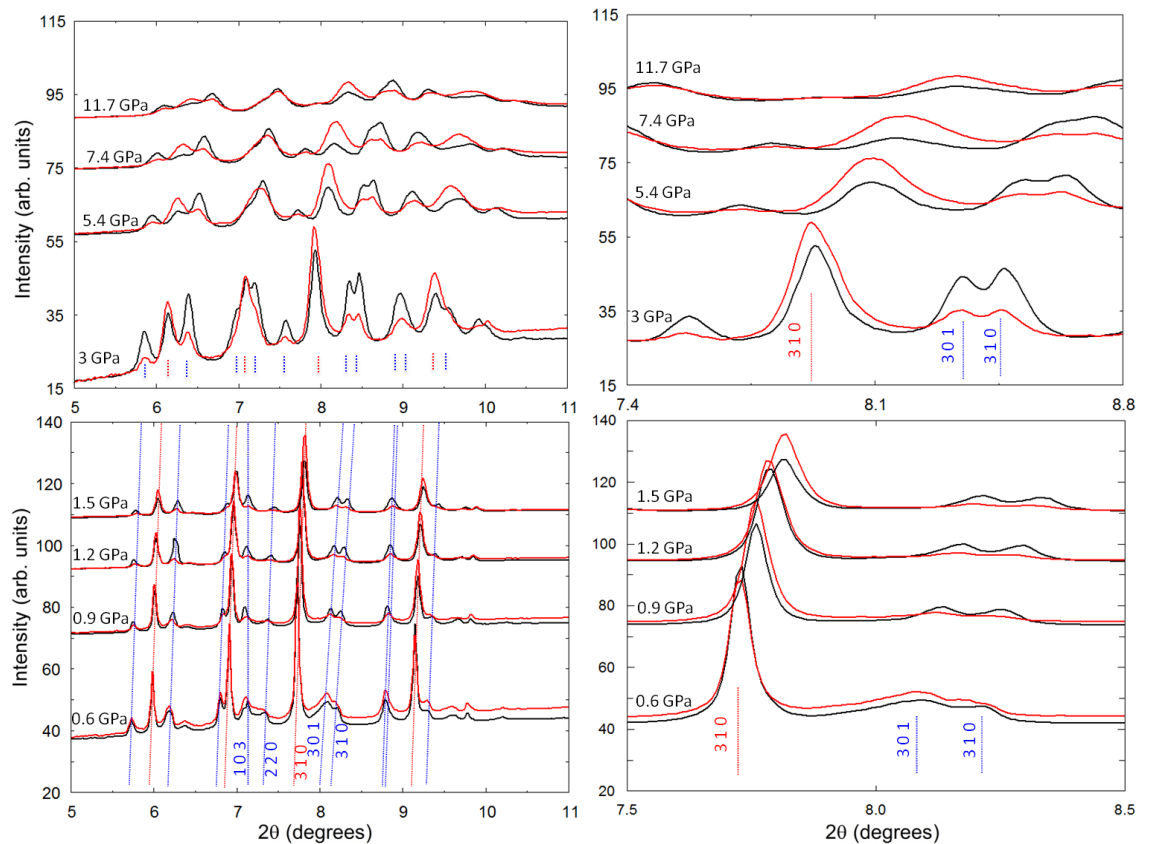 115
95
75
55
35
15
Intensity (arb. units)
11.7 GPa
7.4 GPa
5.4 GPa
3 GPa
5
6
7
8
9
10
11
115
95
75
55
35
15
Intensity (arb. units)
11.7 GPa
7.4 GPa
5.4 GPa
3 GPa
3 1 0
3 0 1
3 1 0
7.4
8.1
8.8
140
120
100
80
60
40
20
Intensity (arb. units)
1.5 GPa
1.2 GPa
0.9 GPa
0.6 GPa
1 0 3
2 2 0
3 1 0
3 0 1
3 1 0
5
6
7
8
9
10
11
2θ (degrees)
140
120
100
80
60
40
20
Intensity (arb. units)
1.5 GPa
1.2 GPa
0.9 GPa
0.6 GPa
3 1 0
3 0 1
3 1 0
7.5
8.0
8.5
2θ (degrees)